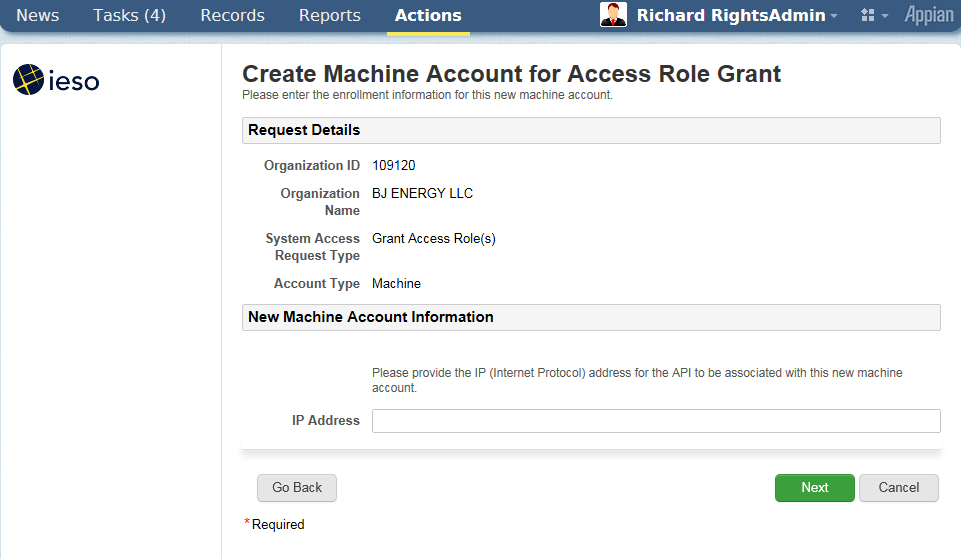 News Tasks (4) Records Reports Actions Richard RightsAdmin Appian
ieso
Create Machine Account for Access Role Grant
Please enter the enrollment information for this new machine account.
Request Details
Organization ID 109120
Organization Name BJ ENERGY LLC
System Access Request Type Grant Access Role(s)
Account Type Machine
New Machine Account Information
Please provide the IP (Internet Protocol) address for the API to be associated with this new machine
account.
IP Address
Go Back Next Cancel
* Required